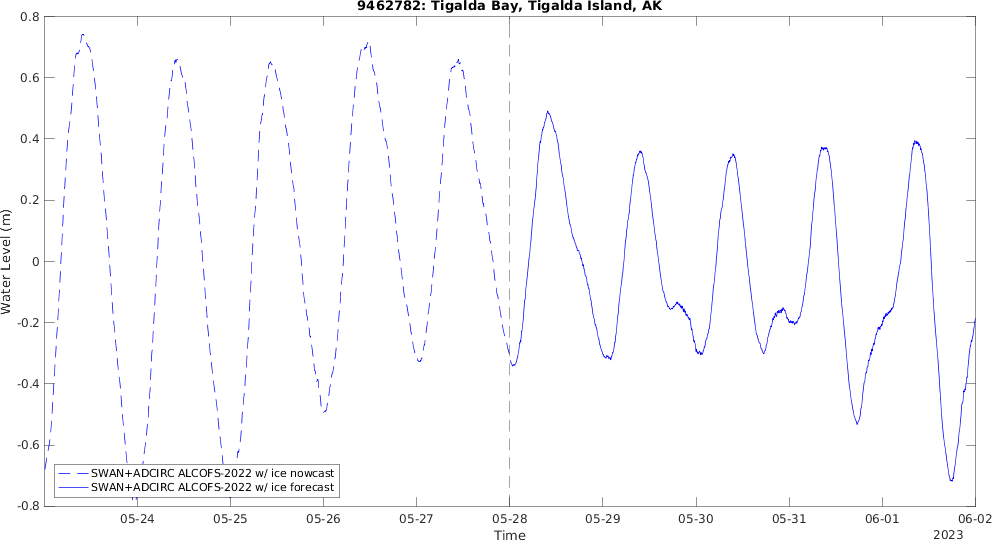 9462782: Tigalda Bay, Tigalda Island, AK
Water Level (m)
0.8
0.6
0.4
0.2
0
-0.2
-0.4
-0.6
-0.8
SWAN+ADCIRC ALCOFS-2022 w/ ice nowcast
SWAN+ADCIRC ALCOFS-2022 w/ ice forecast
05-24 05-25 05-26 05-27 05-28 05-29 05-30 05-31 06-01 06-02
Time
2023